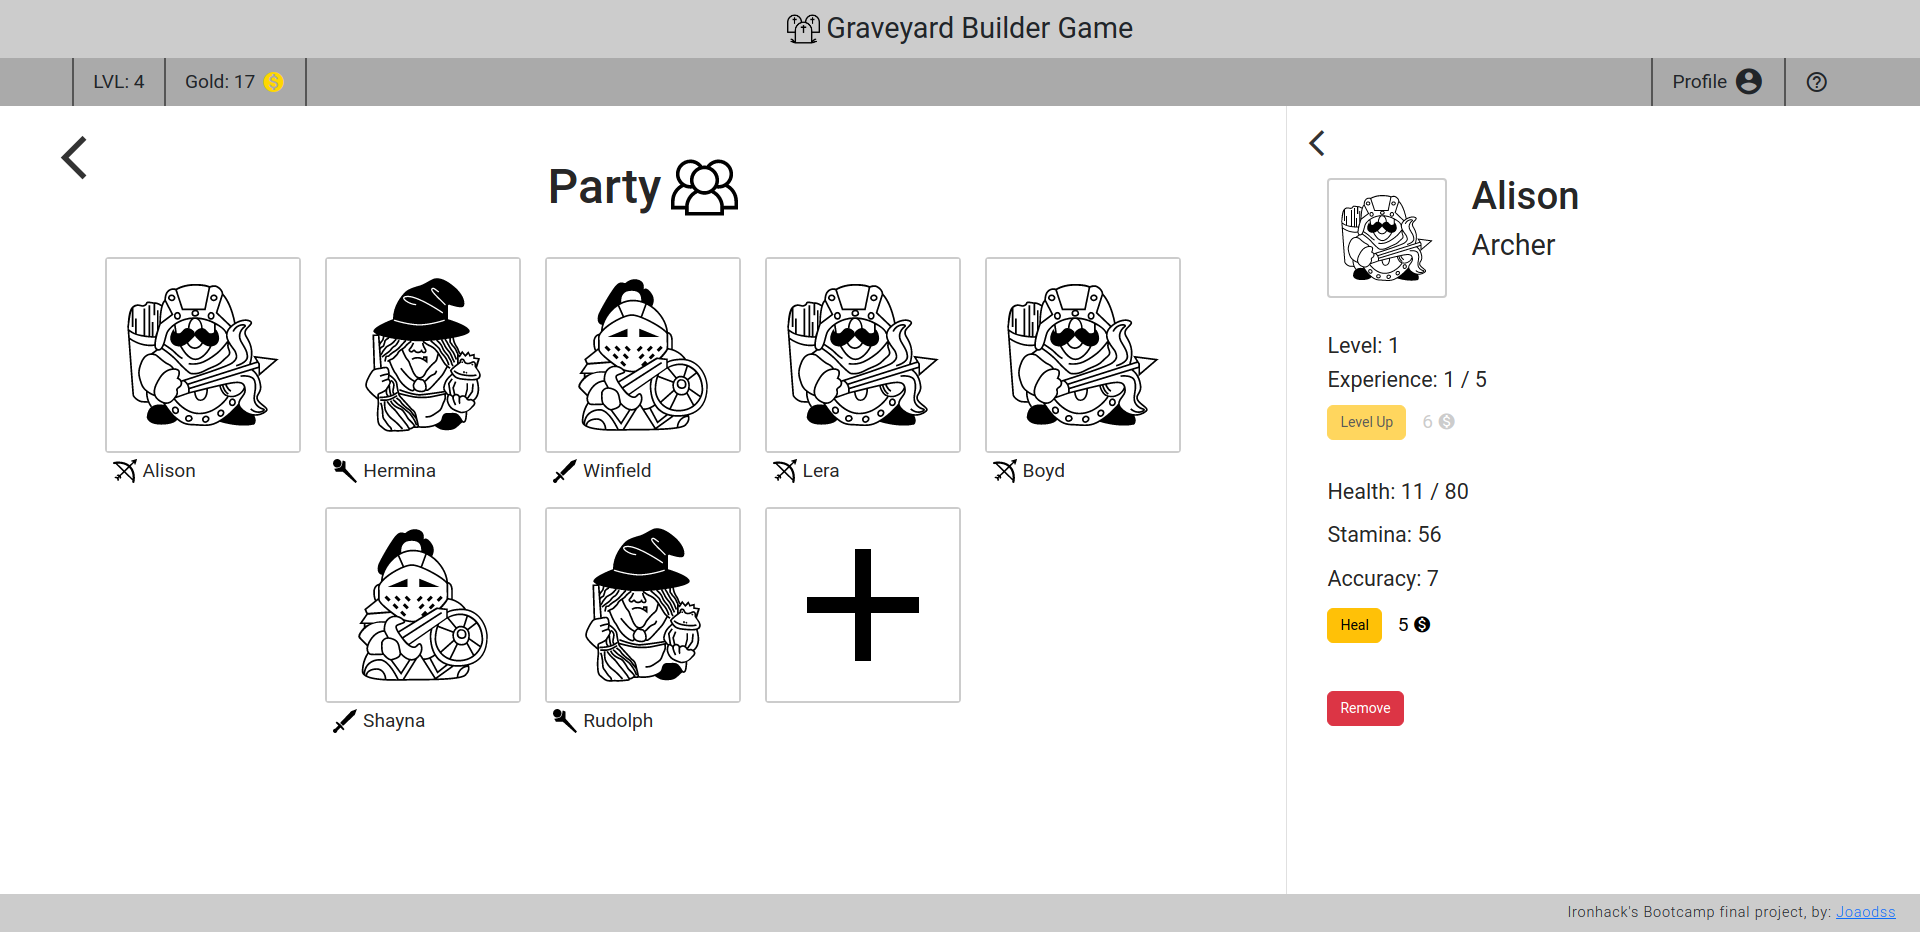 Graveyard Builder Game
LVL: 4
Gold: 17
Profile
Party
Alison
Hermina
Winfield
Lera
Boyd
Shayna
Rudolph
Alison
Archer
Level: 1
Experience: 1 / 5
Level Up 6
Health: 11 / 80
Stamina: 56
Accuracy: 7
Heal 5
Remove
Ironhack's Bootcamp final project, by: Joaodss